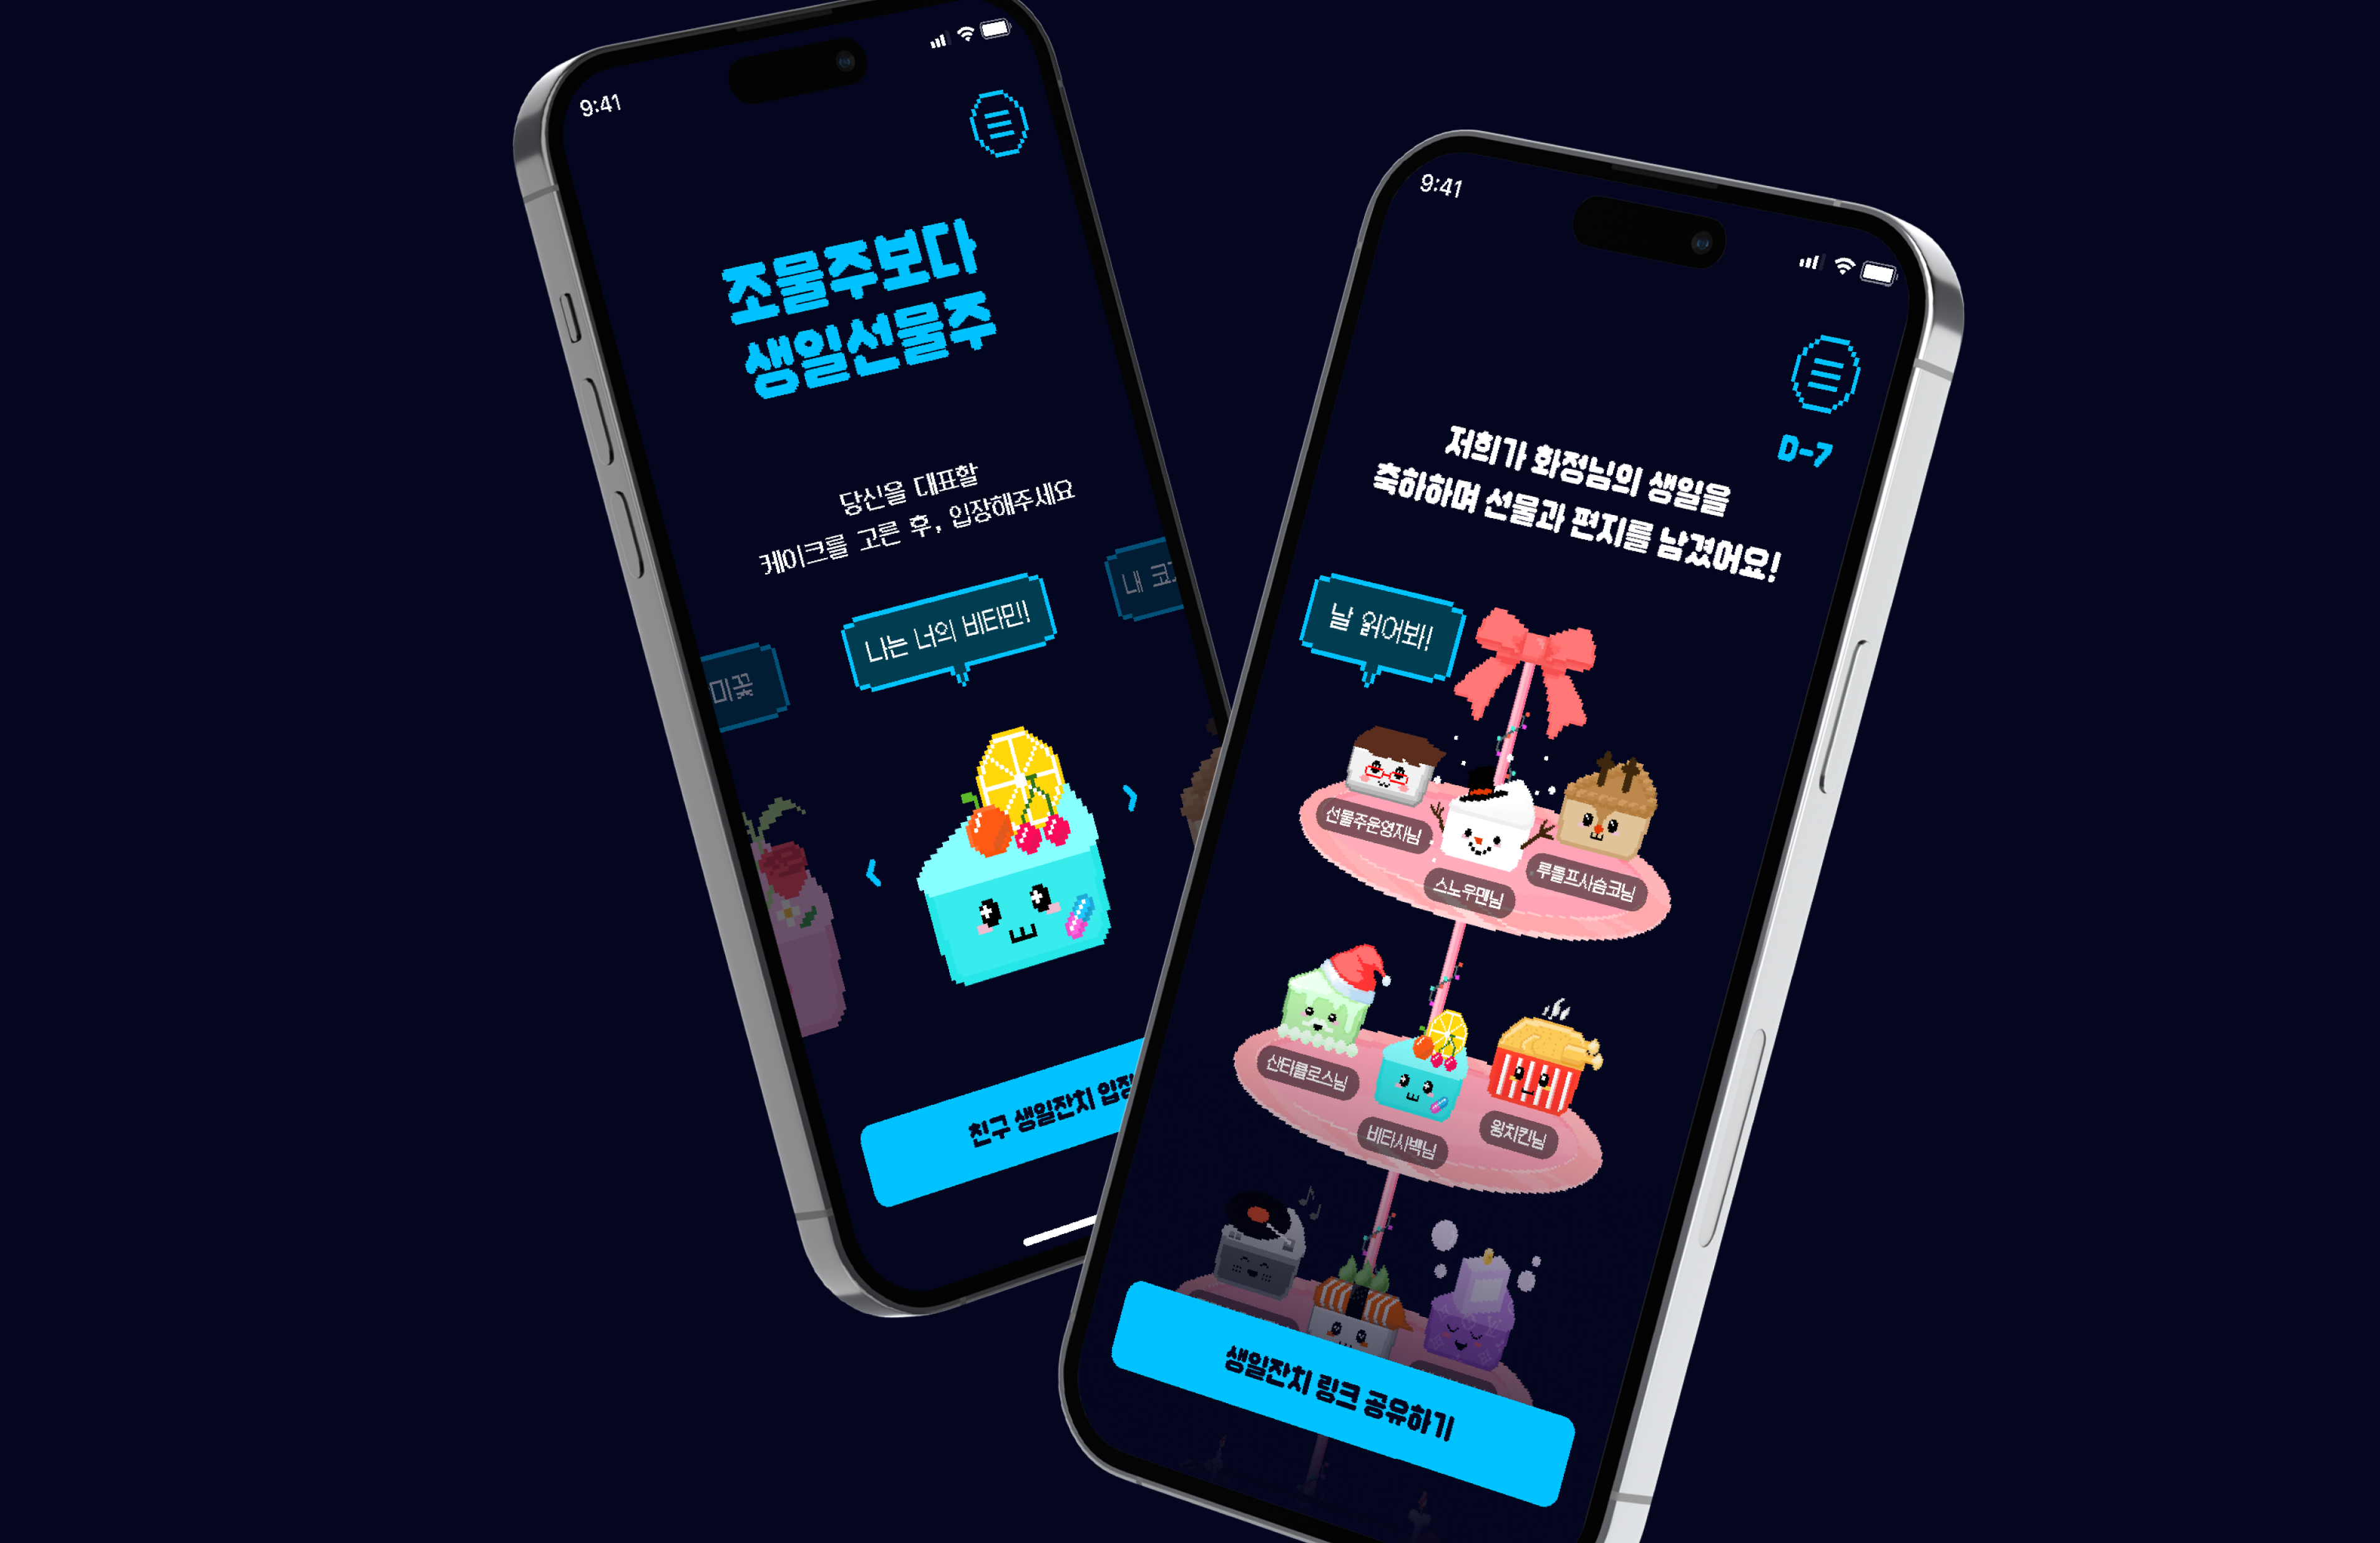 9:41
조물주보다
생일선물주
당신을 대표할
케이크를 고른 후, 입장해주세요
미꽃
나는 너의 비타민!
내 코
친구 생일잔치 입장
9:41
D-7
저희가 화정님의 생일을
축하하며 선물과 편지를 남겼어요!
날 읽어봐!
선물주운영자님
스노우맨님
루돌프사슴코님
산타클로스님
비타시백님
왕치킨님
생일잔치 링크 공유하기